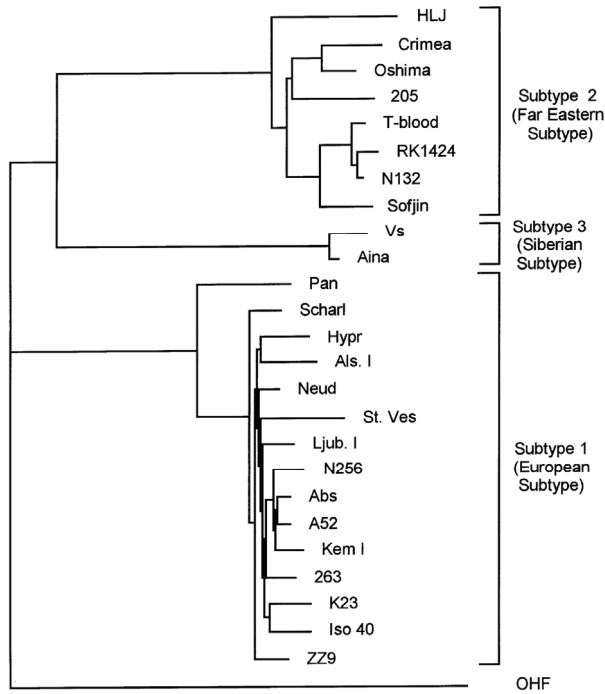 HLJ
Crimea
Oshima
205
T-blood
RK1424
N132
Sofjin
Subtype 2
(Far Eastern
Subtype)
Vs
Aina
Subtype 3
(Siberian
Subtype)
Pan
Scharl
Hypr
Als. I
Neud
St. Ves
Ljub. I
N256
Abs
A52
Kem I
263
K23
Iso 40
ZZ9
Subtype 1
(European
Subtype)
OHF